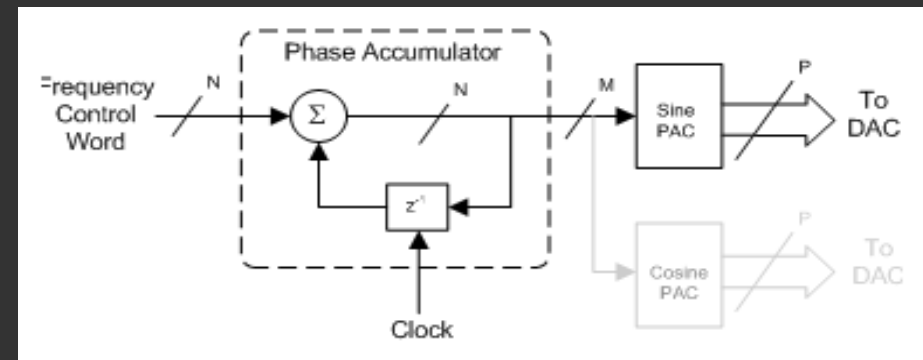 Phase Accumulator
Frequency
Control
Word
N
Σ
N
M
Sine
PAC
P
To
DAC
z-1
Clock
Cosine
PAC
P
To
DAC